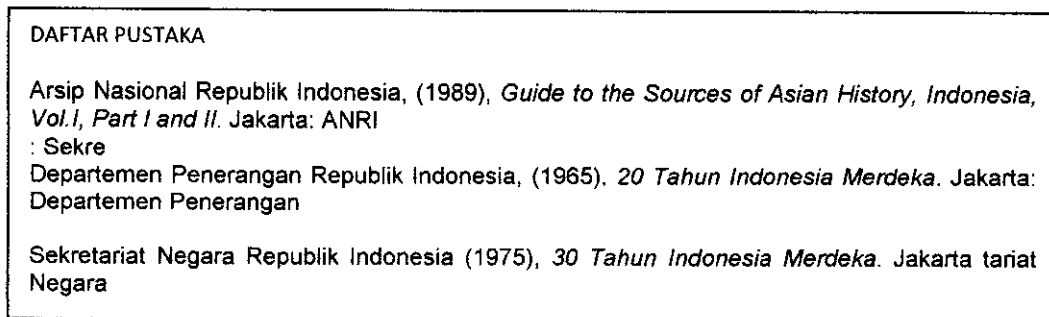 DAFTAR PUSTAKA
Arsip Nasional Republik Indonesia, (1989), Guide to the Sources of Asian History, Indonesia,
Vol.I, Part I and II. Jakarta: ANRI
: Sekre
Departemen Penerangan Republik Indonesia, (1965), 20 Tahun Indonesia Merdeka. Jakarta:
Departemen Penerangan
Sekretariat Negara Republik Indonesia (1975), 30 Tahun Indonesia Merdeka. Jakarta tariat
Negara